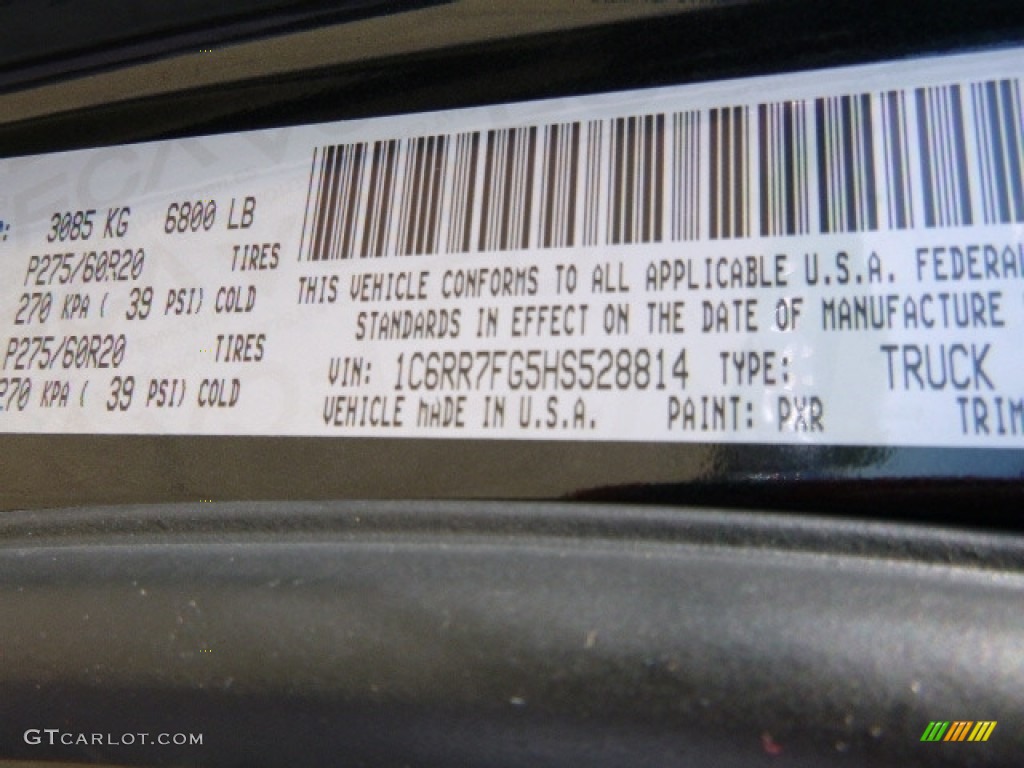 3085 KG 6800 LB
P275/60R20 TIRES
270 KPA ( 39 PSI) COLD
P275/60R20 TIRES
270 KPA ( 39 PSI) COLD
THIS VEHICLE CONFORMS TO ALL APPLICABLE U.S.A. FEDERAL
STANDARDS IN EFFECT ON THE DATE OF MANUFACTURE
VIN: 1C6RR7FG5HS528814 TYPE: TRUCK
VEHICLE MADE IN U.S.A. PAINT: PXR TRIM
GTCARLOT.COM